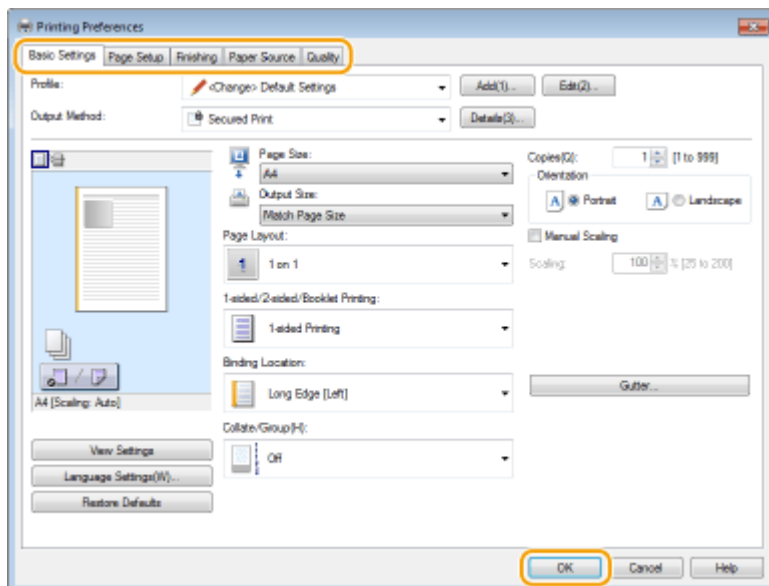 Printing Preferences
Basic Settings Page Setup Finishing Paper Source Quality
Profile: <Change> Default Settings Add(1)... Edit(2)...
Output Method: Secured Print Details(3)...
Page Size:
A4
Output Size:
Match Page Size
Page Layout:
1 1 on 1
1-sided/2-sided/Booklet Printing:
1-sided Printing
Binding Location:
Long Edge [Left]
Collate/Group(H):
Off
Copies(Q): 1 [1 to 999]
Orientation
A Portrait A Landscape
Manual Scaling
Scaling: 100 % [25 to 200]
Gutter...
A4 [Scaling: Auto]
View Settings
Language Settings(W)...
Restore Defaults
OK Cancel Help